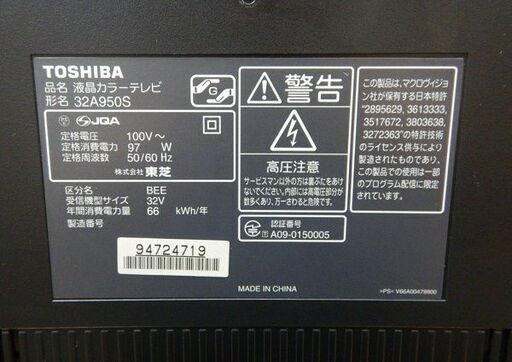 TOSHIBA
品名 液晶カラーテレビ
形名 32A950S
G
JQA
定格電圧 100V～
定格消費電力 97 W
定格周波数 50/60 Hz
株式会社 東芝
区分名 BEE
受信機型サイズ 32V
年間消費電力量 66 kWh/年
製造番号
94724719
警告
高圧注意
サービスマン以外の方は裏ぶたをあけ
ないでください。内部には高電圧部分が
数多くあり、万一さわると危険です。
認証番号
A09-0150005
MADE IN CHINA
この製品は、マクロヴィジョ
ン社が保有する日本特許
"2895629, 3613333,
3517672, 3803638,
3272363"の特許技術
のライセンス供与により
製造されたものであり、こ
の製品での使用は一部の
プログラム配信に限定さ
れています。
>PS< V66A00479800